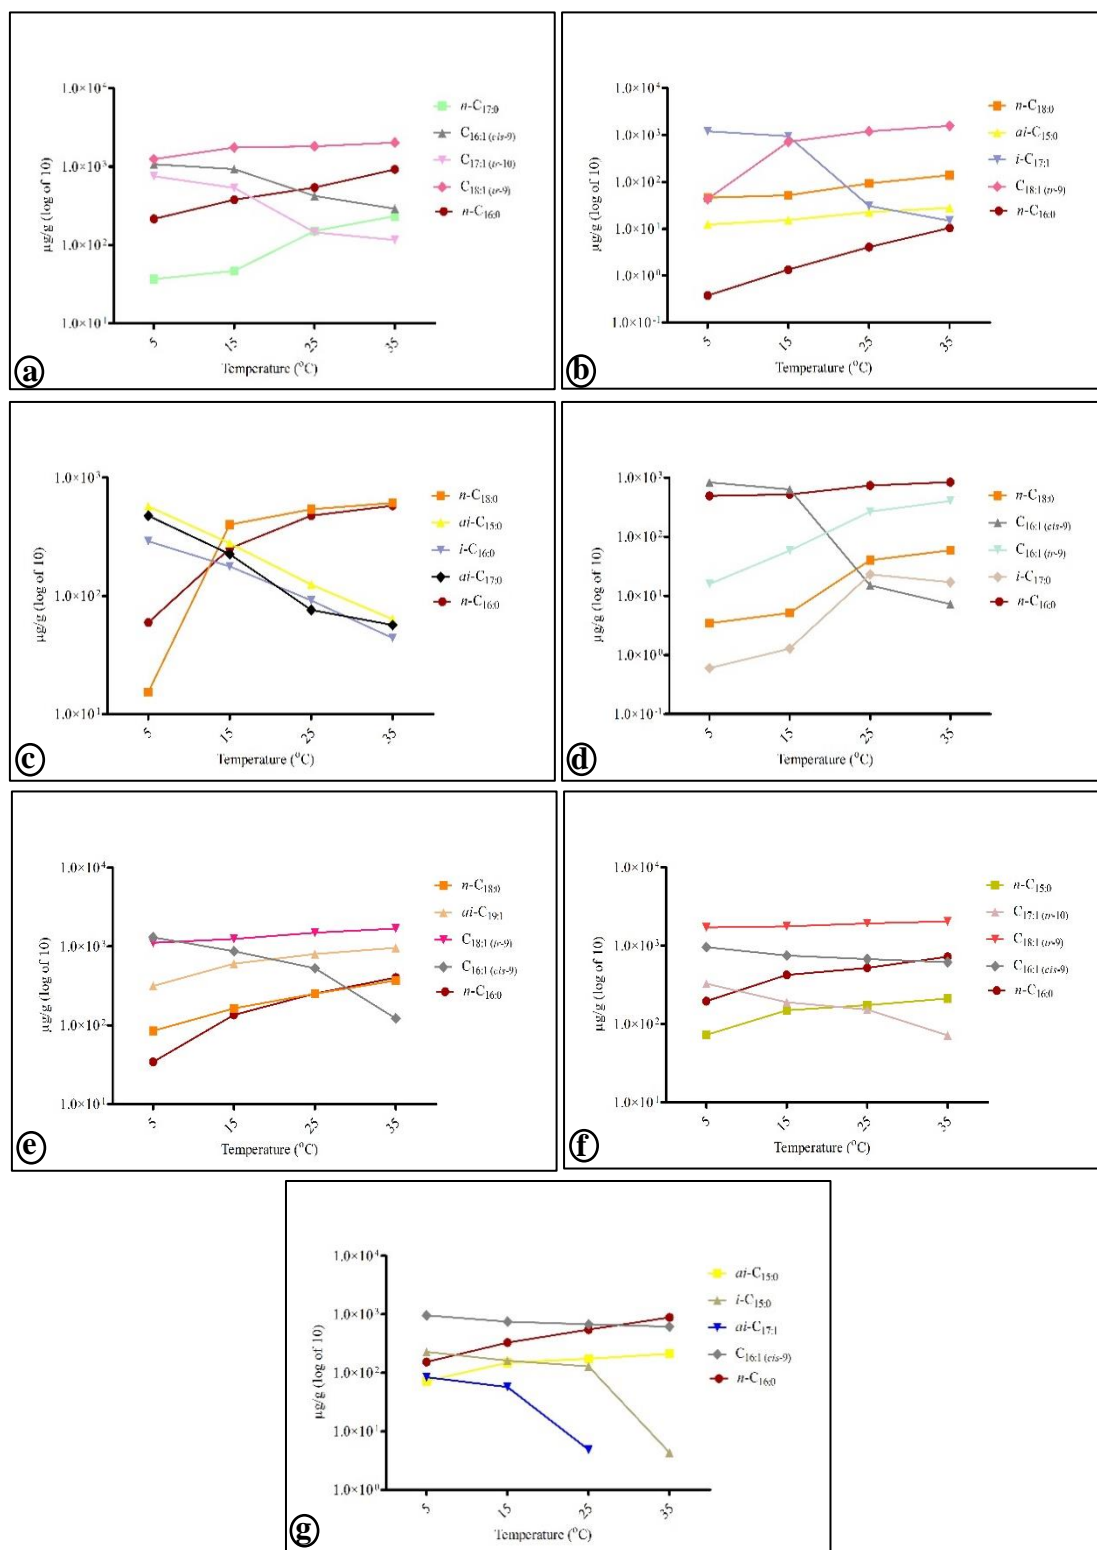 1.0×10⁴
1.0×10³
1.0×10²
1.0×10¹
µg/g (log of 10)
5
15
25
35
Temperature (°C)
n-C₁₇:₀
C₁₆:₁ (cis-9)
C₁₇:₁ (tr-10)
C₁₈:₁ (tr-9)
n-C₁₆:₀
a
1.0×10⁴
1.0×10³
1.0×10²
1.0×10¹
1.0×10⁰
1.0×10⁻¹
µg/g (log of 10)
5
15
25
35
Temperature (°C)
n-C₁₈:₀
ai-C₁₅:₀
i-C₁₇:₁
C₁₈:₁ (tr-9)
n-C₁₆:₀
b
1.0×10³
1.0×10²
1.0×10¹
µg/g (log of 10)
5
15
25
35
Temperature (°C)
n-C₁₈:₀
ai-C₁₅:₀
i-C₁₆:₀
ai-C₁₇:₀
n-C₁₆:₀
c
1.0×10³
1.0×10²
1.0×10¹
1.0×10⁰
1.0×10⁻¹
µg/g (log of 10)
5
15
25
35
Temperature (°C)
n-C₁₈:₀
C₁₆:₁ (cis-9)
C₁₆:₁ (tr-9)
i-C₁₇:₀
n-C₁₆:₀
d
1.0×10⁴
1.0×10³
1.0×10²
1.0×10¹
µg/g (log of 10)
5
15
25
35
Temperature (°C)
n-C₁₈:₀
ai-C₁₉:₁
C₁₈:₁ (tr-9)
C₁₆:₁ (cis-9)
n-C₁₆:₀
e
1.0×10⁴
1.0×10³
1.0×10²
1.0×10¹
µg/g (log of 10)
5
15
25
35
Temperature (°C)
n-C₁₅:₀
C₁₇:₁ (tr-10)
C₁₈:₁ (tr-9)
C₁₆:₁ (cis-9)
n-C₁₆:₀
f
1.0×10⁴
1.0×10³
1.0×10²
1.0×10¹
1.0×10⁰
µg/g (log of 10)
5
15
25
35
Temperature (°C)
ai-C₁₅:₀
i-C₁₅:₀
ai-C₁₇:₁
C₁₆:₁ (cis-9)
n-C₁₆:₀
g